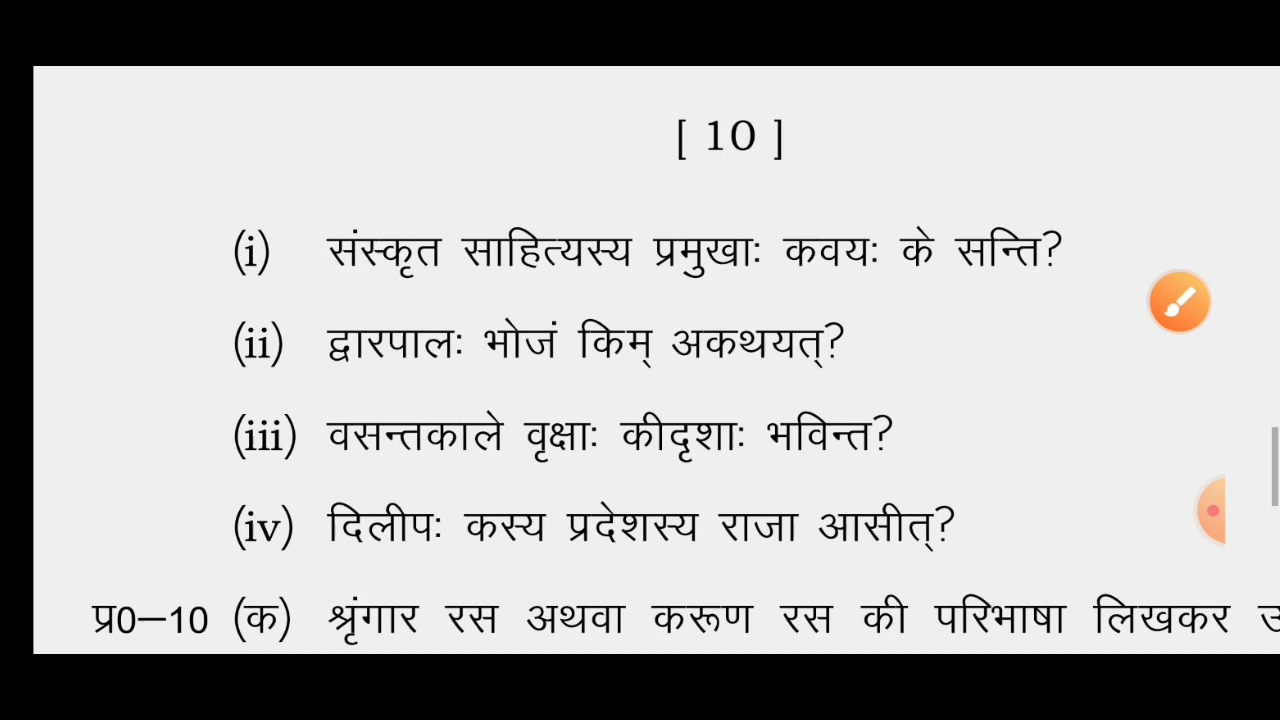 [ 10 ]
(i) संस्कृत साहित्यस्य प्रमुखाः कवयः के सन्ति?
(ii) द्वारपालः भोजं किम् अकथयत्?
(iii) वसन्तकाले वृक्षाः कीदृशाः भविन्त?
(iv) दिलीपः कस्य प्रदेशस्य राजा आसीत्?
प्र0–10 (क) श्रृंगार रस अथवा करूण रस की परिभाषा लिखकर